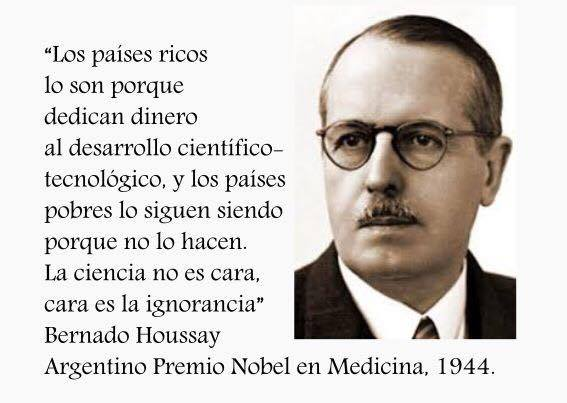 “Los países ricos
lo son porque
dedican dinero
al desarrollo científico-
tecnológico, y los países
pobres lo siguen siendo
porque no lo hacen.
La ciencia no es cara,
cara es la ignorancia”
Bernado Houssay
Argentino Premio Nobel en Medicina, 1944.